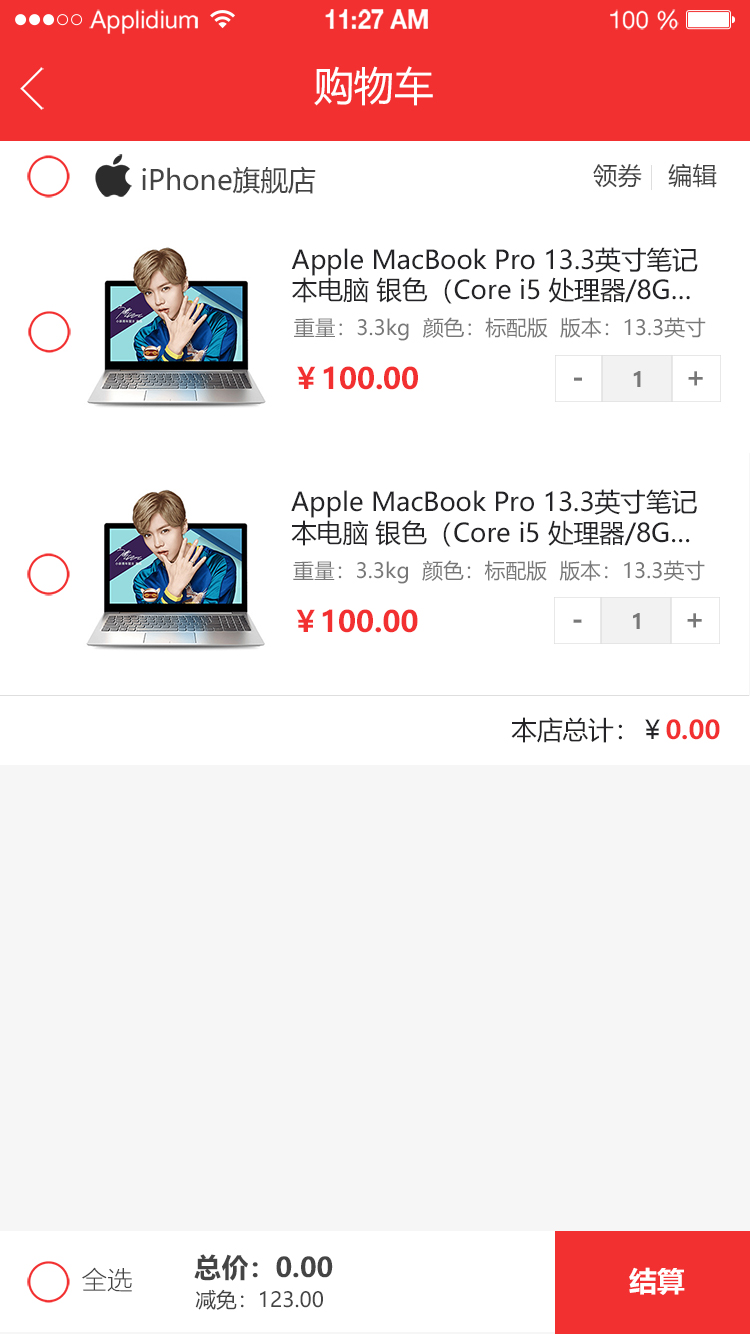 Applidium
11:27 AM
100 %
购物车
iPhone旗舰店
领券
编辑
Apple MacBook Pro 13.3英寸笔记
本电脑 银色（Core i5 处理器/8G...
重量：3.3kg 颜色：标配版 版本：13.3英寸
¥ 100.00
- 1 +
Apple MacBook Pro 13.3英寸笔记
本电脑 银色（Core i5 处理器/8G...
重量：3.3kg 颜色：标配版 版本：13.3英寸
¥ 100.00
- 1 +
本店总计： ¥ 0.00
全选
总价：0.00
减免：123.00
结算